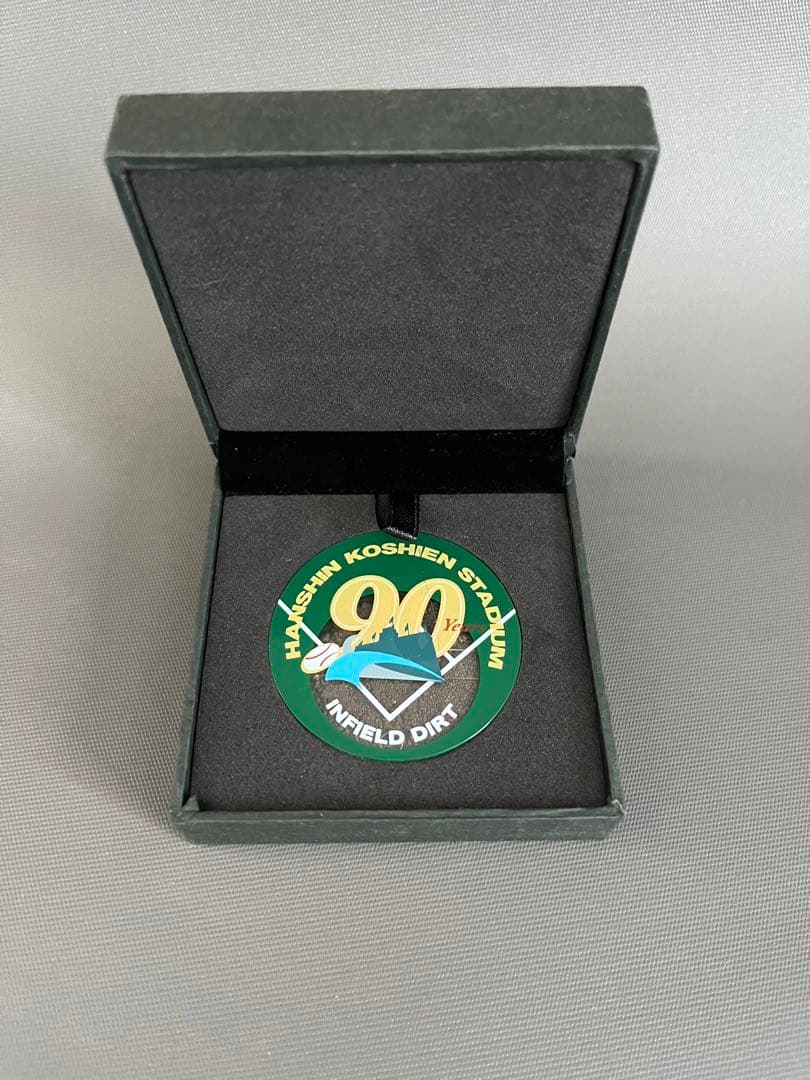 HANSHIN KOSHIEN STADIUM
90
Years
INFIELD DIRT